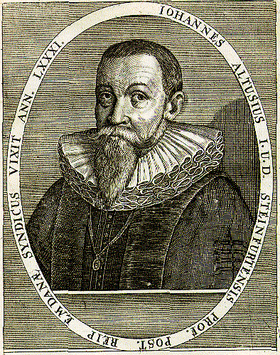 IOHANNES ALTUSIUS I·U·D· STEINFURTENSIS PROF. POST. REIP EMDANÆ SYNDICUS VIXIT ANN. LXXXI.